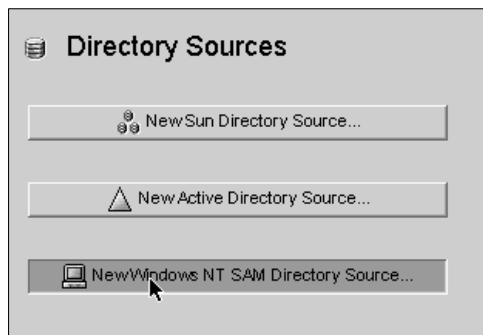 Directory Sources
New Sun Directory Source...
New Active Directory Source...
New Windows NT SAM Directory Source...